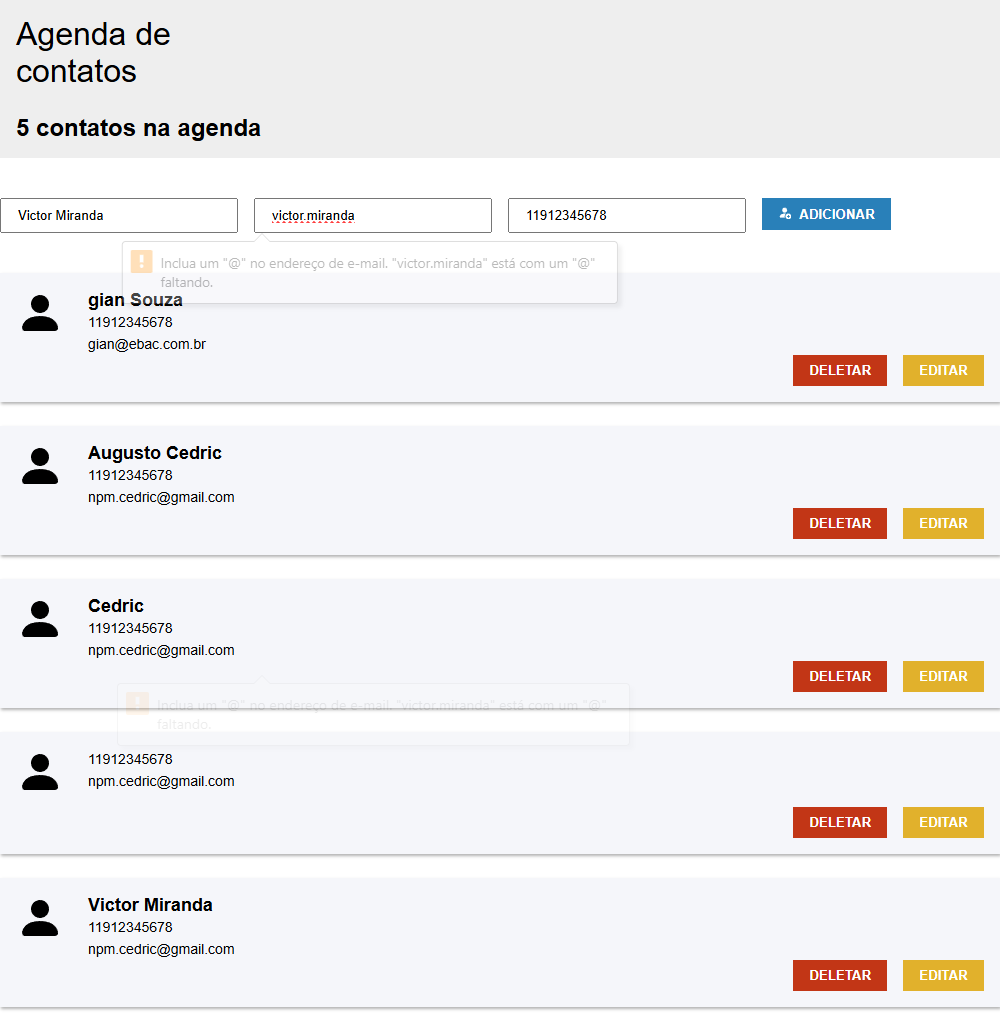 Agenda de
contatos
5 contatos na agenda
Victor Miranda
victor.miranda
11912345678
ADICIONAR
Inclua um "@" no endereço de e-mail. "victor.miranda" está com um "@"
faltando.
gian Souza
11912345678
gian@ebac.com.br
DELETAR
EDITAR
Augusto Cedric
11912345678
npm.cedric@gmail.com
DELETAR
EDITAR
Cedric
11912345678
npm.cedric@gmail.com
DELETAR
EDITAR
Inclua um "@" no endereço de e-mail. "victor.miranda" está com um "@"
faltando.
11912345678
npm.cedric@gmail.com
DELETAR
EDITAR
Victor Miranda
11912345678
npm.cedric@gmail.com
DELETAR
EDITAR